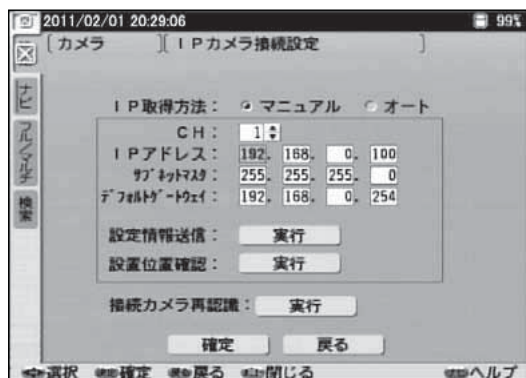 2011/02/01 20:29:06 99%
[カメラ ][IPカメラ接続設定 ]
ナビ
フル/マルチ
検索
IP取得方法： マニュアル オート
CH： 1
IPアドレス： 192. 168. 0. 100
ｻﾌﾞﾈｯﾄﾏｽｸ： 255. 255. 255. 0
ﾃﾞﾌｫﾙﾄｹﾞｰﾄｳｪｲ： 192. 168. 0. 254
設定情報送信： 実行
設置位置確認： 実行
接続カメラ再認識： 実行
確定 戻る
選択 確定 戻る 閉じる ヘルプ